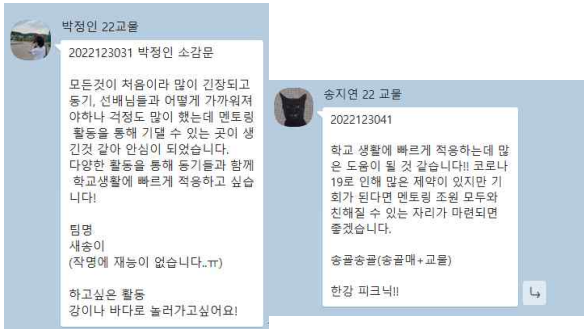 박정인 22교물
2022123031 박정인 소감문
모든것이 처음이라 많이 긴장되고
동기, 선배님들과 어떻게 가까워져
야하나 걱정도 많이 했는데 멘토링
활동을 통해 기댈 수 있는 곳이 생
긴것 같아 안심이 되었습니다.
다양한 활동을 통해 동기들과 함께
학교생활에 빠르게 적응하고 싶습
니다!
팀명
새송이
(작명에 재능이 없습니다..ㅠ)
하고싶은 활동
강이나 바다로 놀러가고싶어요!
송지연 22 교물
2022123041
학교 생활에 빠르게 적응하는데 많
은 도움이 될 것 같습니다!! 코로나
19로 인해 많은 제약이 있지만 기
회가 된다면 멘토링 조원 모두와
친해질 수 있는 자리가 마련되면
좋겠습니다.
송골송골(송골매+교물)
한강 피크닉!!